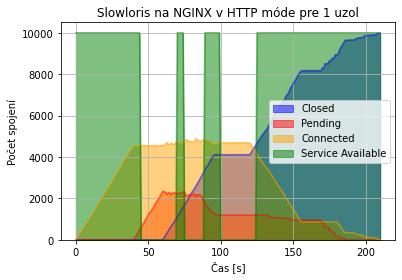 Slowloris na NGINX v HTTP móde pre 1 uzol
10000
8000
6000
4000
2000
0
Počet spojení
Closed
Pending
Connected
Service Available
0
50
100
150
200
Čas [s]